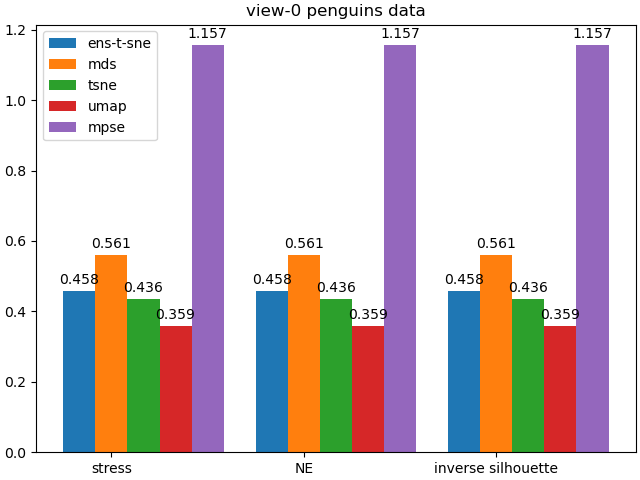 view-0 penguins data
1.2
1.0
0.8
0.6
0.4
0.2
0.0
ens-t-sne
mds
tsne
umap
mpse
0.458
0.561
0.436
0.359
1.157
0.458
0.561
0.436
0.359
1.157
0.458
0.561
0.436
0.359
1.157
stress
NE
inverse silhouette